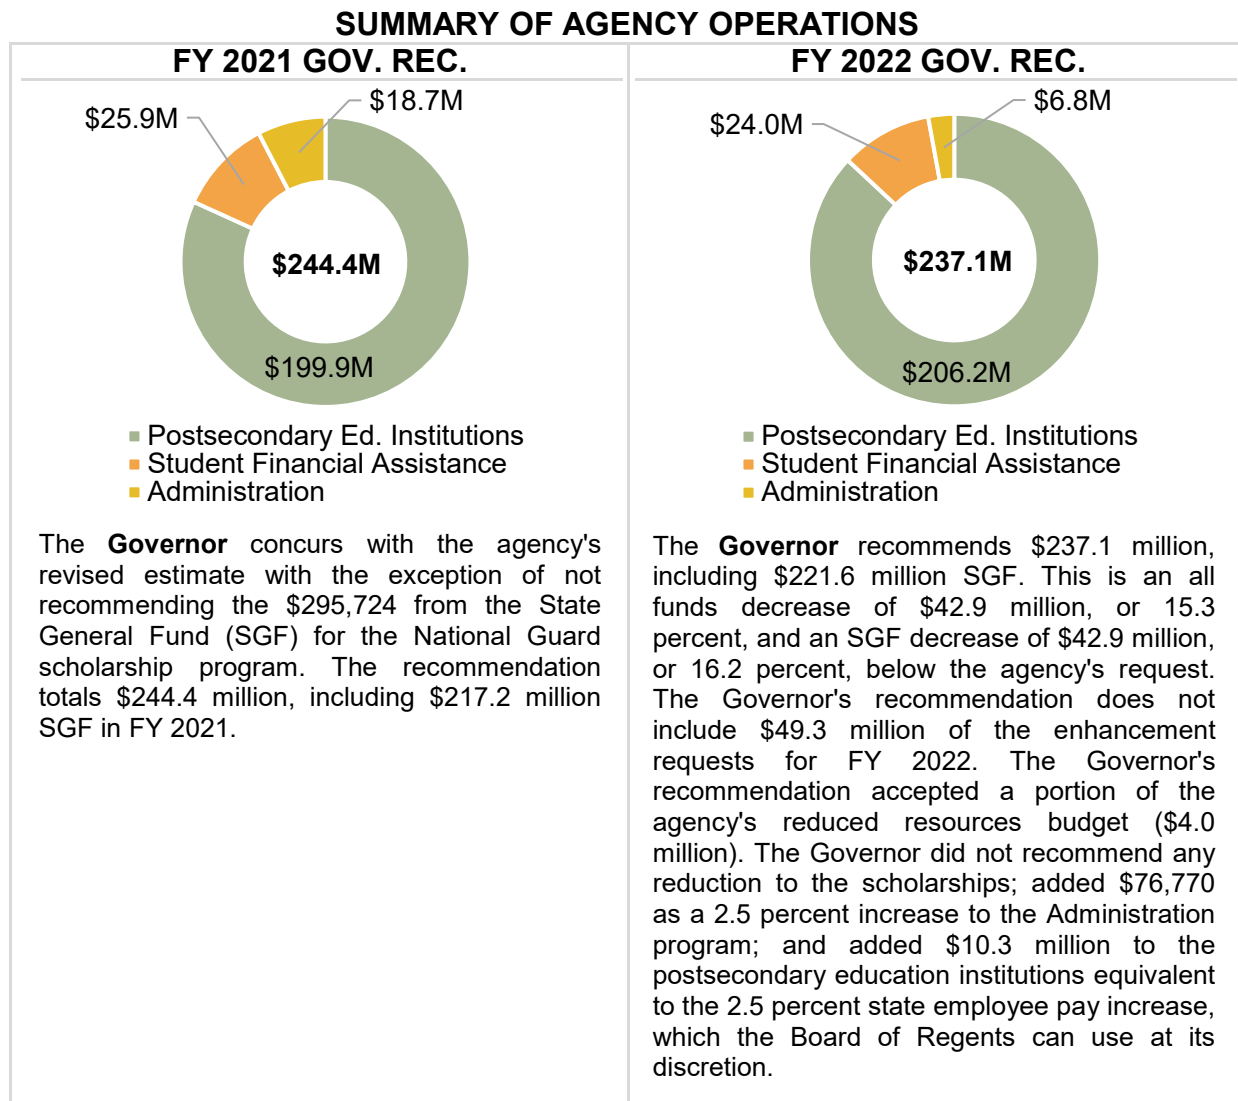 SUMMARY OF AGENCY OPERATIONS
FY 2021 GOV. REC.
$18.7M
$25.9M
$244.4M
$199.9M
Postsecondary Ed. Institutions
Student Financial Assistance
Administration
The Governor concurs with the agency's
revised estimate with the exception of not
recommending the $295,724 from the State
General Fund (SGF) for the National Guard
scholarship program. The recommendation
totals $244.4 million, including $217.2 million
SGF in FY 2021.
FY 2022 GOV. REC.
$6.8M
$24.0M
$237.1M
$206.2M
Postsecondary Ed. Institutions
Student Financial Assistance
Administration
The Governor recommends $237.1 million,
including $221.6 million SGF. This is an all
funds decrease of $42.9 million, or 15.3
percent, and an SGF decrease of $42.9 million,
or 16.2 percent, below the agency's request.
The Governor's recommendation does not
include $49.3 million of the enhancement
requests for FY 2022. The Governor's
recommendation accepted a portion of the
agency's reduced resources budget ($4.0
million). The Governor did not recommend any
reduction to the scholarships; added $76,770
as a 2.5 percent increase to the Administration
program; and added $10.3 million to the
postsecondary education institutions equivalent
to the 2.5 percent state employee pay increase,
which the Board of Regents can use at its
discretion.